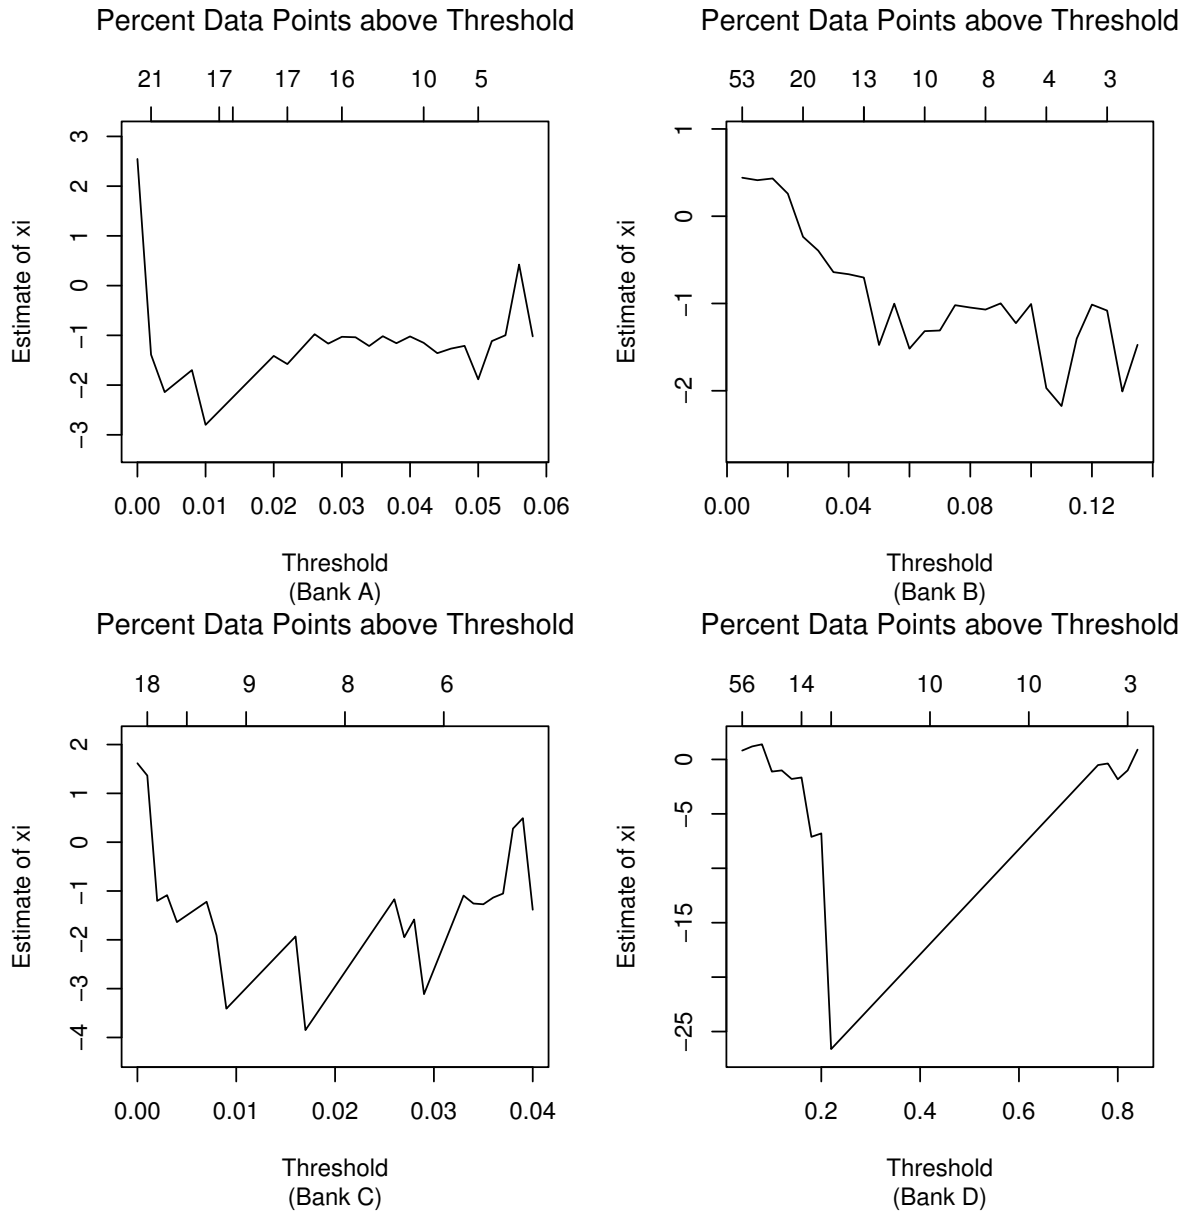 Percent Data Points above Threshold
21 17 17 16 10 5
3
2
1
0
−1
−2
−3
Estimate of xi
0.00 0.01 0.02 0.03 0.04 0.05 0.06
Threshold
(Bank A)
Percent Data Points above Threshold
53 20 13 10 8 4 3
1
0
−1
−2
Estimate of xi
0.00 0.04 0.08 0.12
Threshold
(Bank B)
Percent Data Points above Threshold
18 9 8 6
2
1
0
−1
−2
−3
−4
Estimate of xi
0.00 0.01 0.02 0.03 0.04
Threshold
(Bank C)
Percent Data Points above Threshold
56 14 10 10 3
0
−5
−15
−25
Estimate of xi
0.2 0.4 0.6 0.8
Threshold
(Bank D)